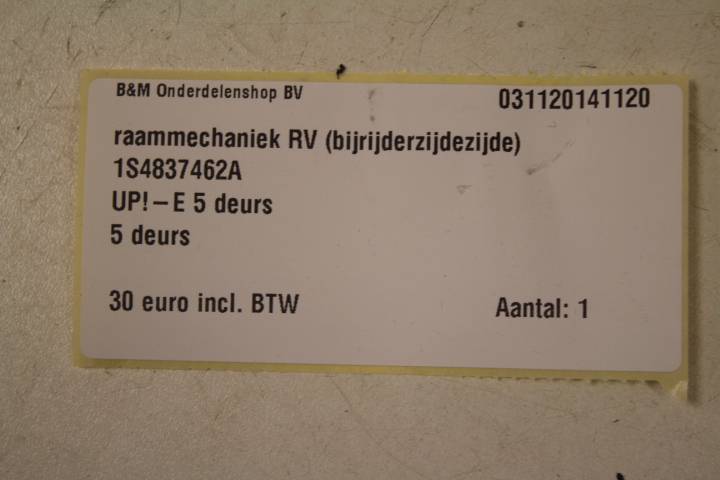 B&M Onderdelenshop BV
031120141120
raammechaniek RV (bijrijderzijdezijde)
1S4837462A
UP! – E 5 deurs
5 deurs
30 euro incl. BTW
Aantal: 1